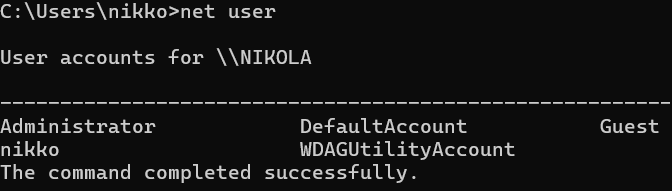 C:\Users\nikko>net user
User accounts for \\NIKOLA
-------------------------------------------------------
Administrator DefaultAccount Guest
nikko WDAGUtilityAccount
The command completed successfully.